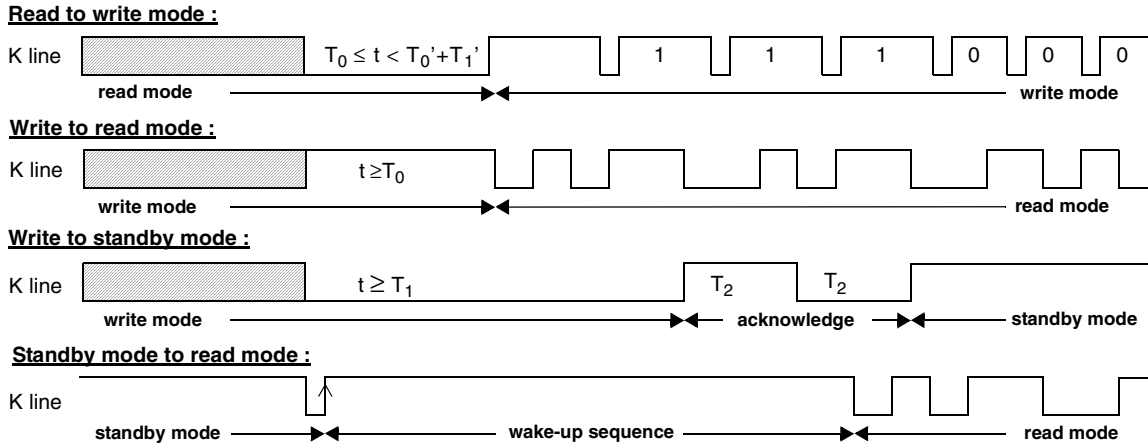 Read to write mode :
K line T₀ ≤ t < T₀'+T₁' 1 1 1 0 0 0
read mode write mode
Write to read mode :
K line t ≥T₀
write mode read mode
Write to standby mode :
K line t ≥ T₁ T₂ T₂
write mode acknowledge standby mode
Standby mode to read mode :
K line
standby mode wake-up sequence read mode